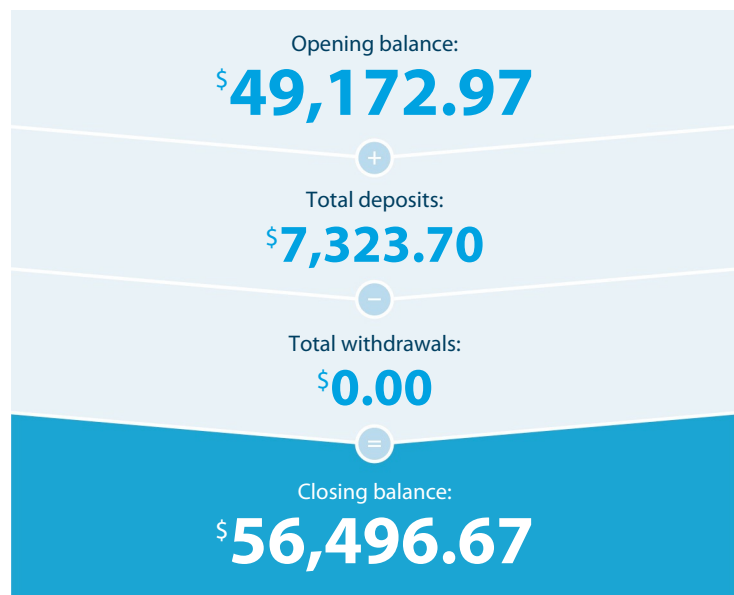 Opening balance:
$49,172.97
+
Total deposits:
$7,323.70
−
Total withdrawals:
$0.00
=
Closing balance:
$56,496.67